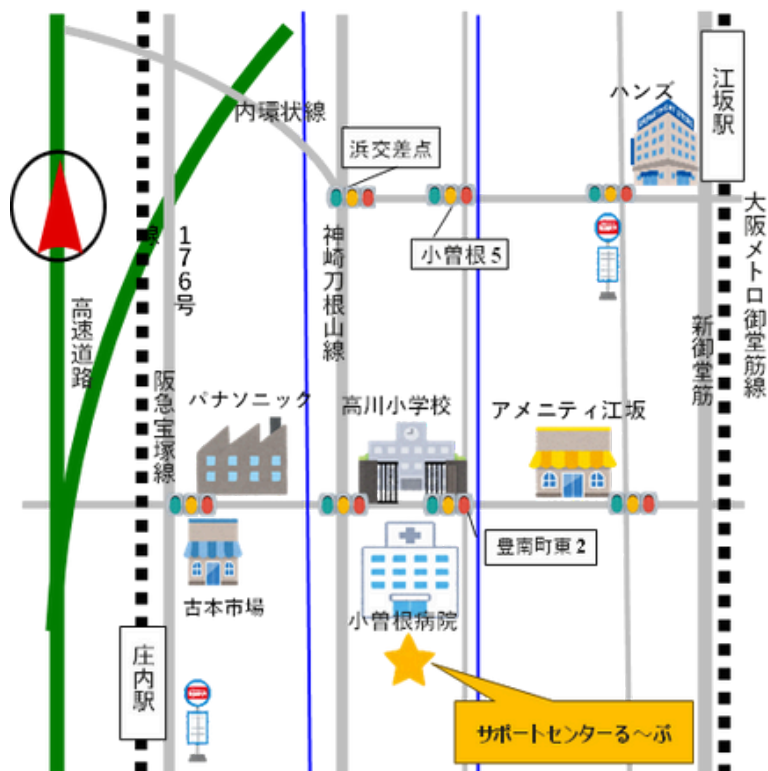 ハンズ
江坂駅
内環状線
浜交差点
大阪メトロ御堂筋線
小曽根5
176号
神崎刀根山線
線
高速道路
新御堂筋
阪急宝塚線
パナソニック
高川小学校
アメニティ江坂
豊南町東2
古本市場
小曽根病院
庄内駅
サポートセンターる～ぷ